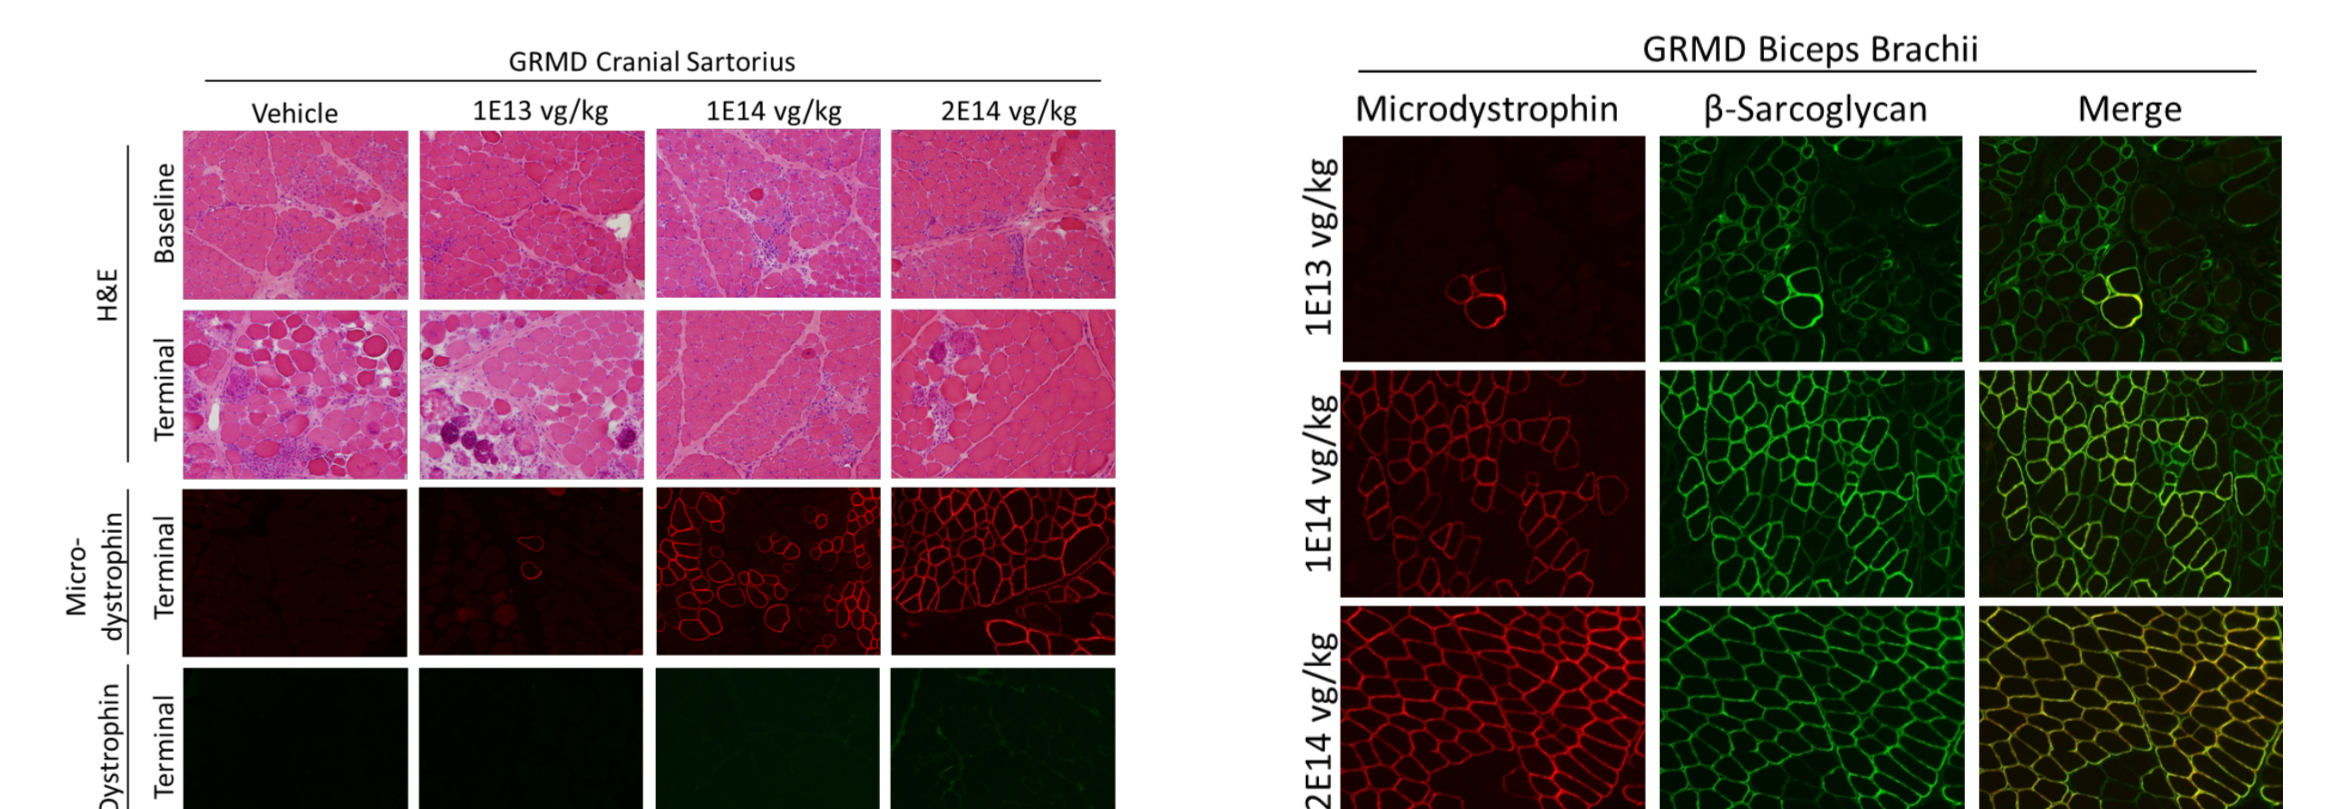 GRMD Cranial Sartorius
Vehicle
1E13 vg/kg
1E14 vg/kg
2E14 vg/kg
H&E
Baseline
Terminal
Micro-
dystrophin
Terminal
Dystrophin
Terminal
GRMD Biceps Brachii
Microdystrophin
β-Sarcoglycan
Merge
1E13 vg/kg
1E14 vg/kg
2E14 vg/kg